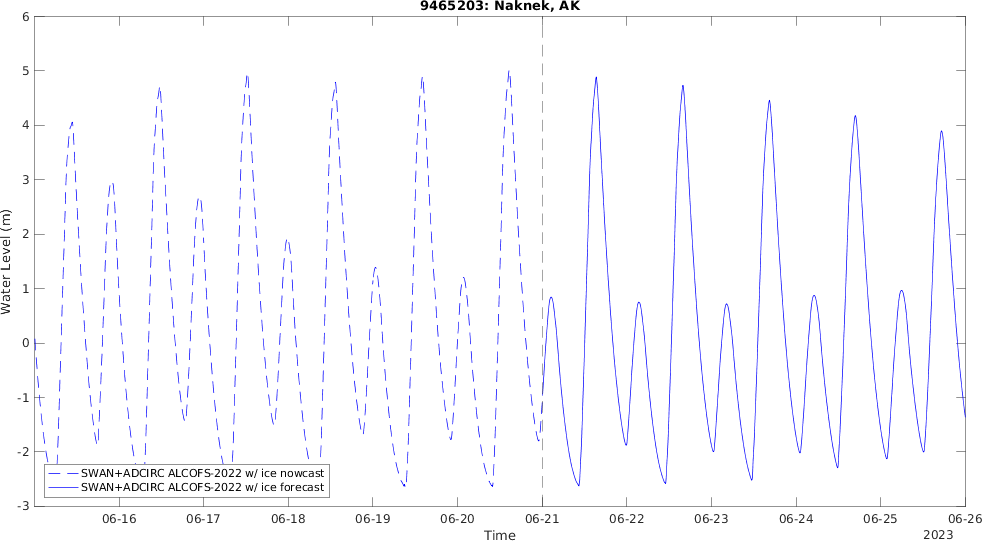 9465203: Naknek, AK
Water Level (m)
6
5
4
3
2
1
0
-1
-2
-3
SWAN+ADCIRC ALCOFS-2022 w/ ice nowcast
SWAN+ADCIRC ALCOFS-2022 w/ ice forecast
06-16 06-17 06-18 06-19 06-20 06-21 06-22 06-23 06-24 06-25 06-26
Time
2023